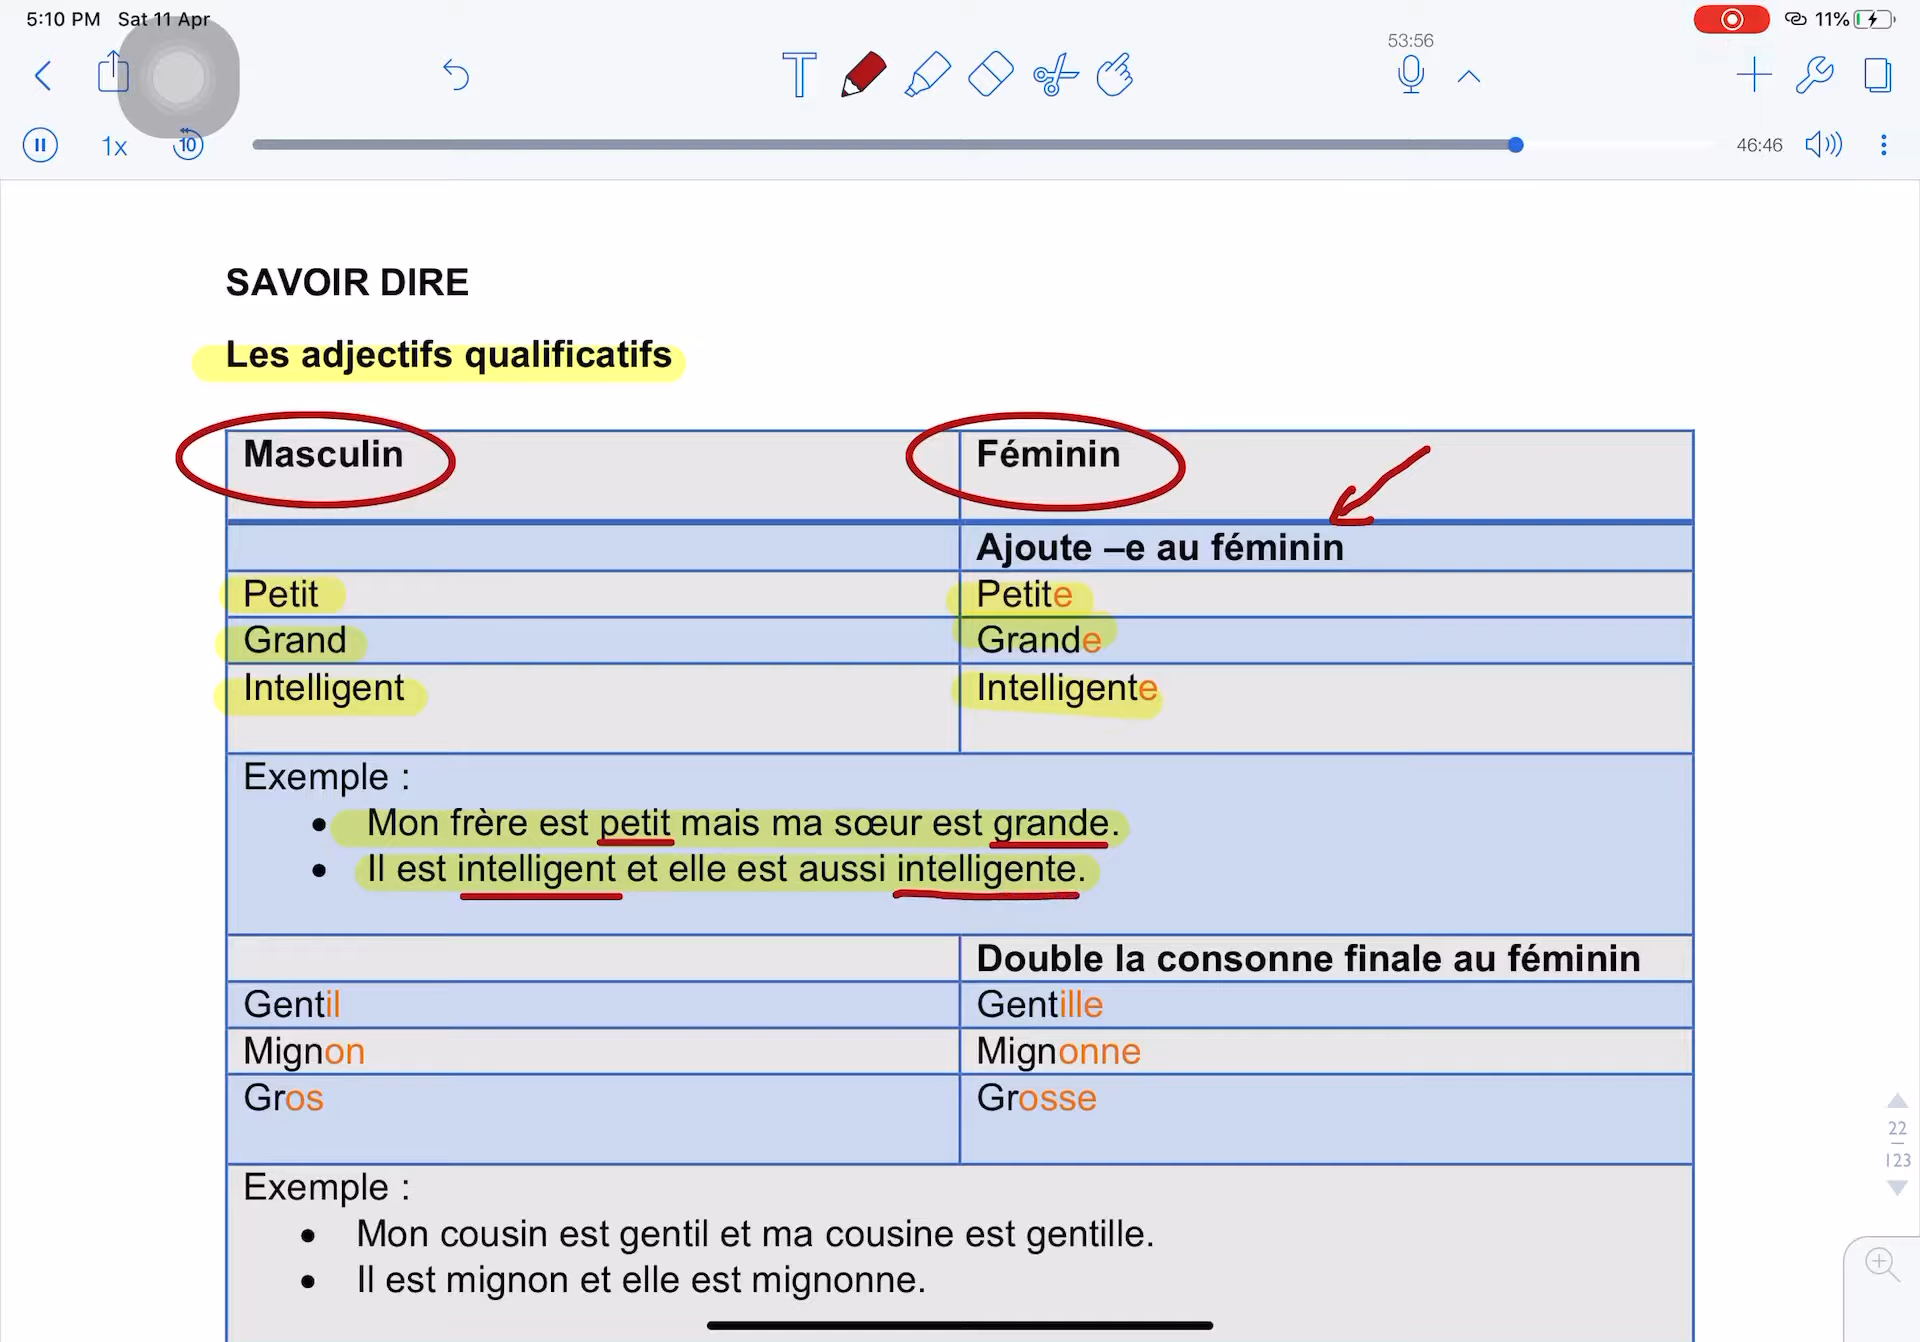 5:10 PM Sat 11 Apr
11%
53:56
1x
10
46:46
SAVOIR DIRE
Les adjectifs qualificatifs
Masculin Féminin
Ajoute –e au féminin
Petit Petite
Grand Grande
Intelligent Intelligente
Exemple :
• Mon frère est petit mais ma sœur est grande.
• Il est intelligent et elle est aussi intelligente.
Double la consonne finale au féminin
Gentil Gentille
Mignon Mignonne
Gros Grosse
22
123
Exemple :
• Mon cousin est gentil et ma cousine est gentille.
• Il est mignon et elle est mignonne.